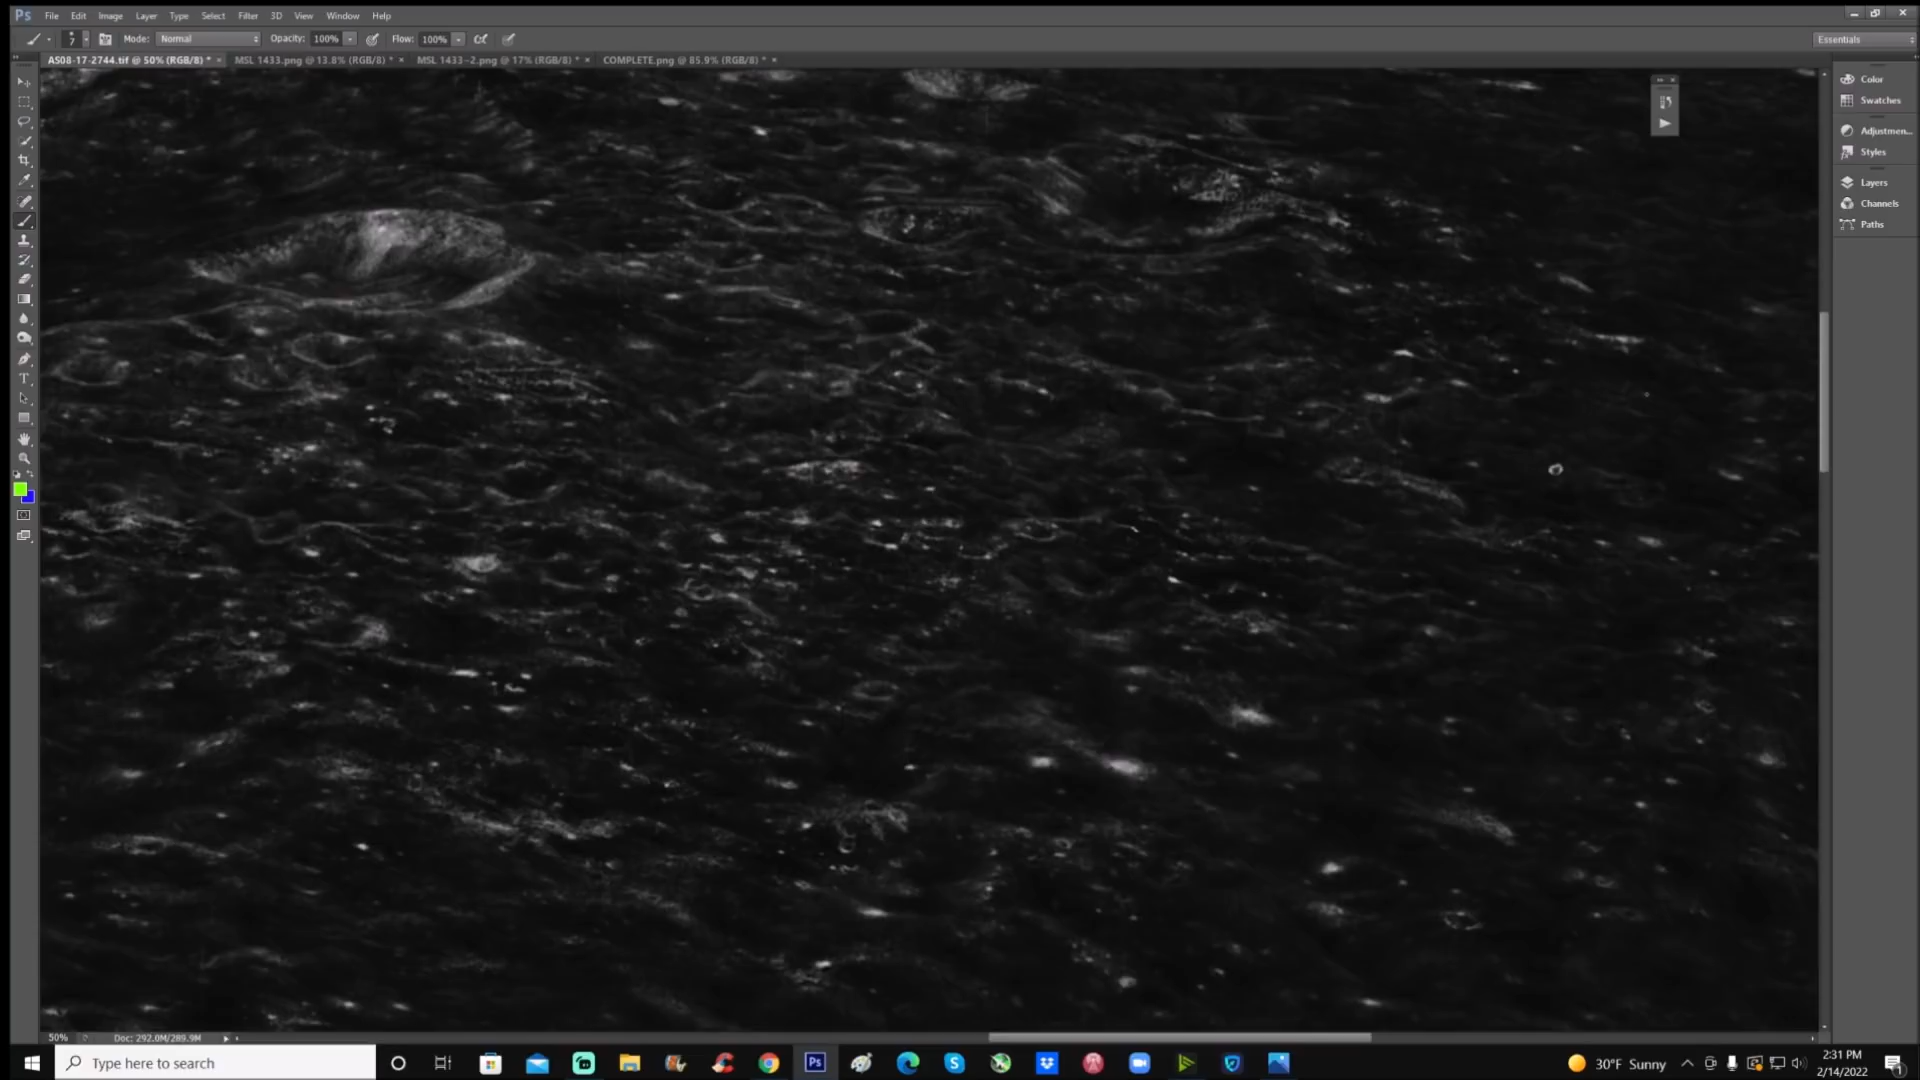 Ps File Edit Image Layer Type Select Filter 3D View Window Help
7 Mode: Normal Opacity: 100% Flow: 100% Essentials
AS08-17-2744.tif @ 50% (RGB/8) * × MSL 1433.png @ 13.8% (RGB/8) * × MSL 1433-2.png @ 17% (RGB/8) * × COMPLETE.png @ 85.9% (RGB/8) * ×
Color
Swatches
Adjustmen...
Styles
Layers
Channels
Paths
T
50% Doc: 292.0M/289.9M
Type here to search Ps 30°F Sunny 2:31 PM
2/14/2022
1